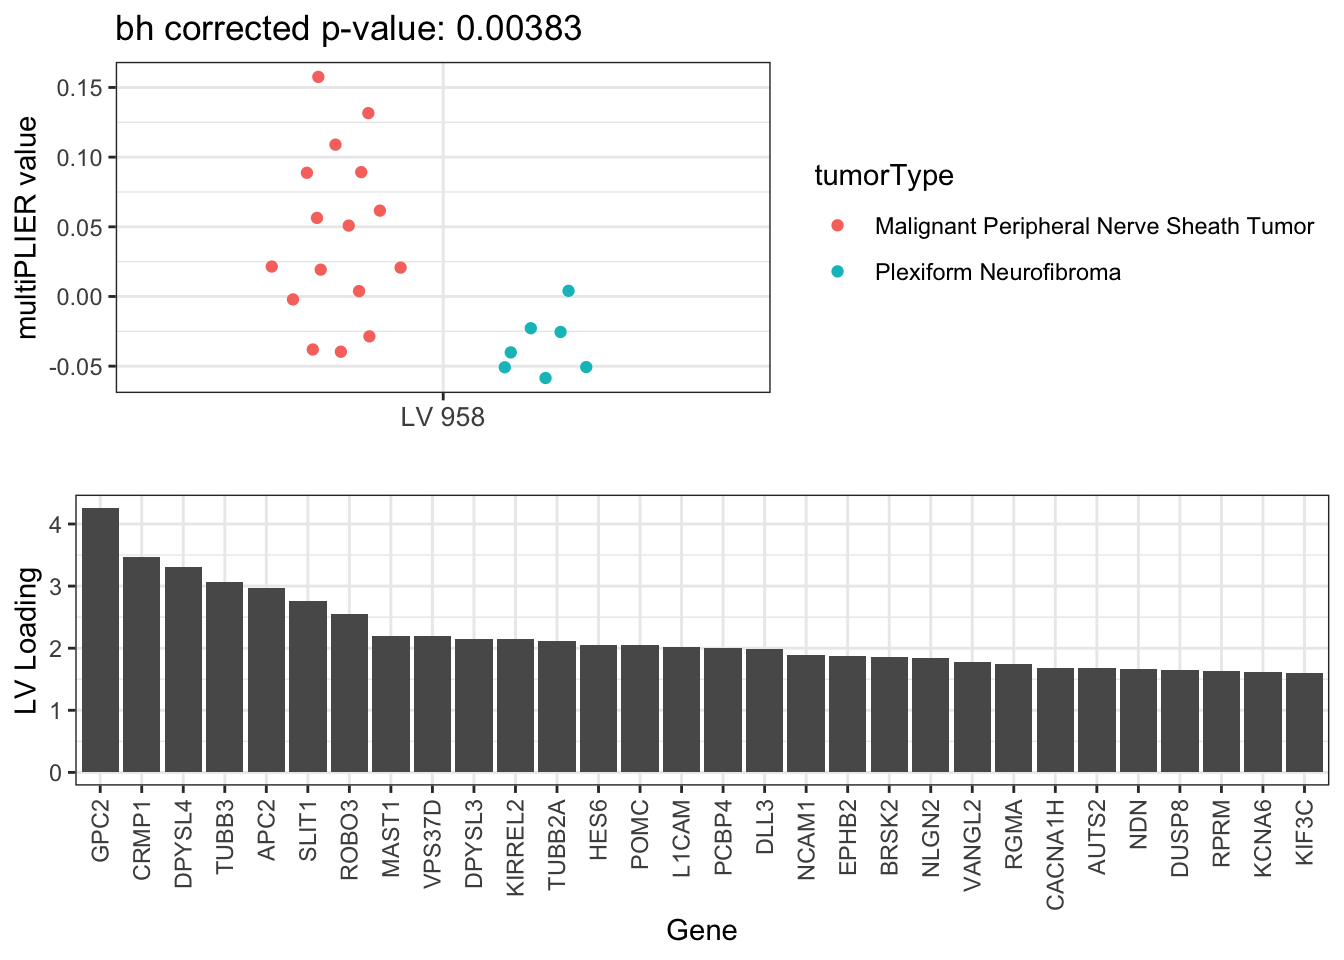 bh corrected p-value: 0.00383
multiPLIER value
0.15
0.10
0.05
0.00
-0.05
LV 958
tumorType
Malignant Peripheral Nerve Sheath Tumor
Plexiform Neurofibroma
LV Loading
4
3
2
1
0
GPC2
CRMP1
DPYSL4
TUBB3
APC2
SLIT1
ROBO3
MAST1
VPS37D
DPYSL3
KIRREL2
TUBB2A
HES6
POMC
L1CAM
PCBP4
DLL3
NCAM1
EPHB2
BRSK2
NLGN2
VANGL2
RGMA
CACNA1H
AUTS2
NDN
DUSP8
RPRM
KCNA6
KIF3C
Gene